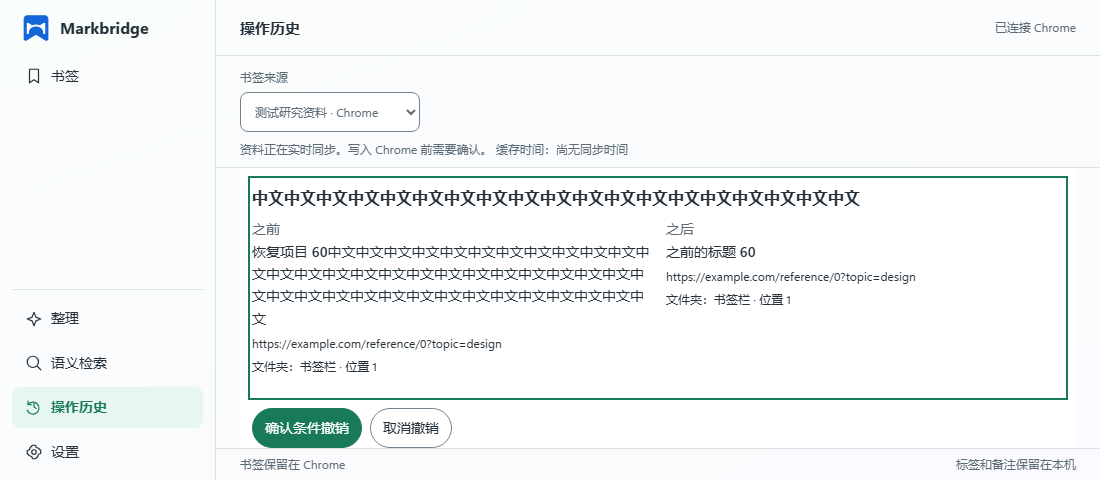 Markbridge
操作历史
已连接 Chrome
书签
书签来源
测试研究资料 · Chrome
资料正在实时同步。写入 Chrome 前需要确认。 缓存时间：尚无同步时间
中文中文中文中文中文中文中文中文中文中文中文中文中文中文中文中文中文中文中文
之前
恢复项目 60中文中文中文中文中文中文中文中文中文中文中文中
文中文中文中文中文中文中文中文中文中文中文中文中文中文中
文中文中文中文中文中文中文中文中文中文中文中文中文中文中
文
https://example.com/reference/0?topic=design
文件夹：书签栏 · 位置 1
之后
之前的标题 60
https://example.com/reference/0?topic=design
文件夹：书签栏 · 位置 1
确认条件撤销
取消撤销
整理
语义检索
操作历史
设置
书签保留在 Chrome
标签和备注保留在本机